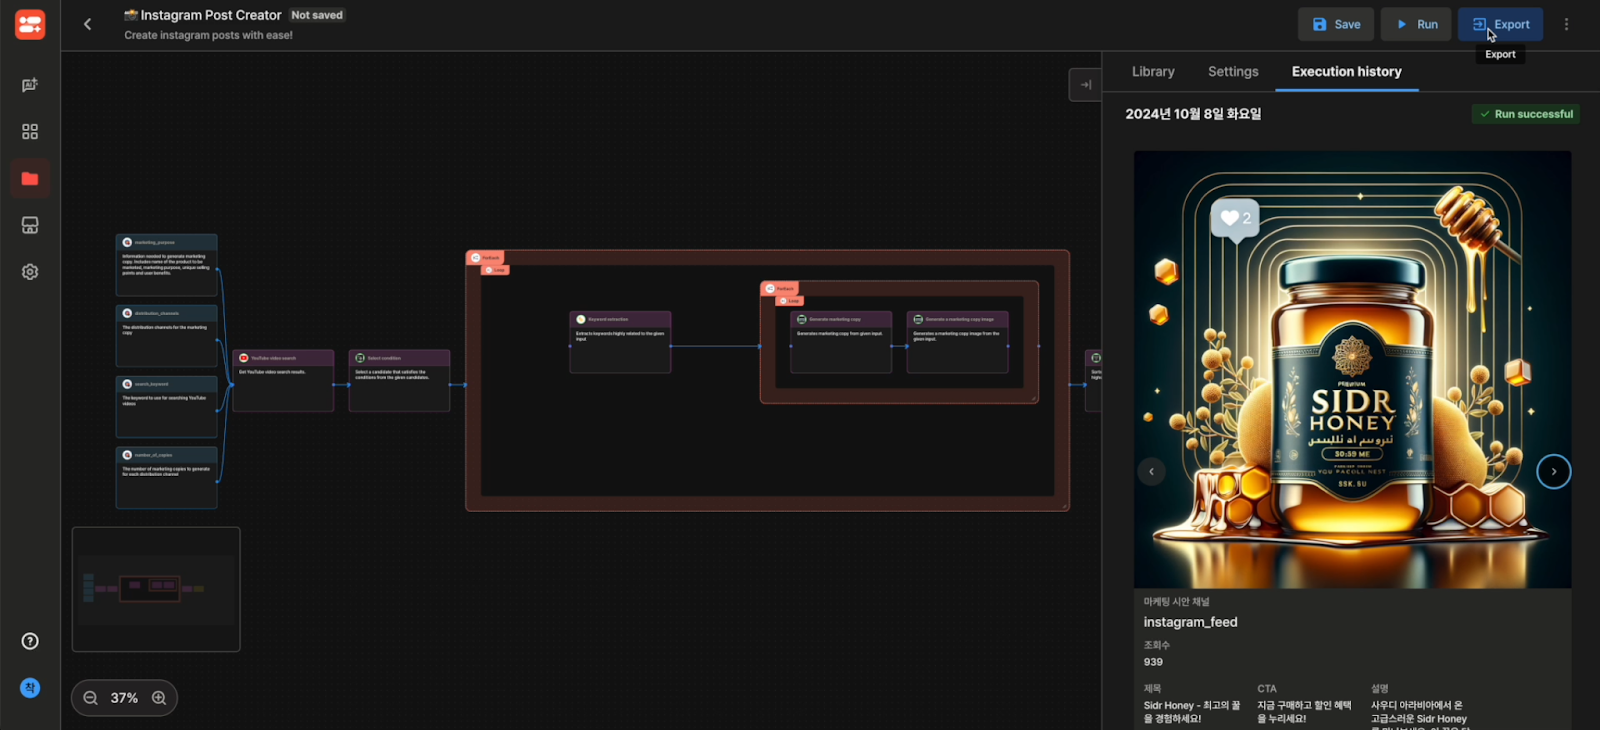 Instagram Post Creator
Not saved
Create instagram posts with ease!
Save
Run
Export
Export
Library
Settings
Execution history
2024년 10월 8일 화요일
Run successful
marketing_purpose
Information needed to generate marketing
copy. Includes name of the product to be
marketed, marketing purpose, unique selling
points and user benefits.
distribution_channels
The distribution channels for the marketing
copy
search_keyword
The keyword to use for searching YouTube
videos
number_of_copies
The number of marketing copies to generate
for each distribution channel
YouTube video search
Get YouTube video search results.
Select condition
Select a candidate that satisfies the
conditions from the given candidates.
ForEach
Loop
Keyword extraction
Extracts keywords highly related to the given
input
ForEach
Loop
Generate marketing copy
Generates marketing copy from given input.
Generate a marketing copy image
Generates a marketing copy image from the
given input.
37%
착
2
PREMIUM
SIDR
HONEY
마케팅 시안 채널
instagram_feed
조회수
939
제목
Sidr Honey - 최고의 꿀
을 경험하세요!
CTA
지금 구매하고 할인 혜택
을 누리세요!
설명
사우디 아라비아에서 온
고급스러운 Sidr Honey